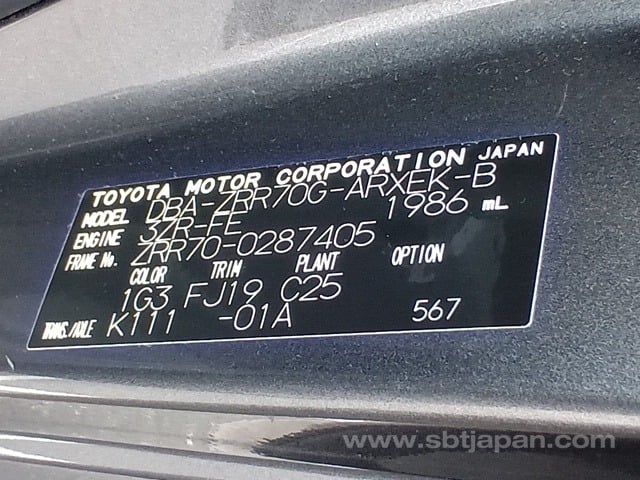 TOYOTA MOTOR CORPORATION JAPAN
MODEL DBA-ZRR70G-ARXEK-B
ENGINE 3ZR-FE 1986 mL
FRAME No. ZRR70-0287405
COLOR TRIM PLANT OPTION
1G3 FJ19 C25
TRANS./AXLE K111 -01A 567
www.sbtjapan.com